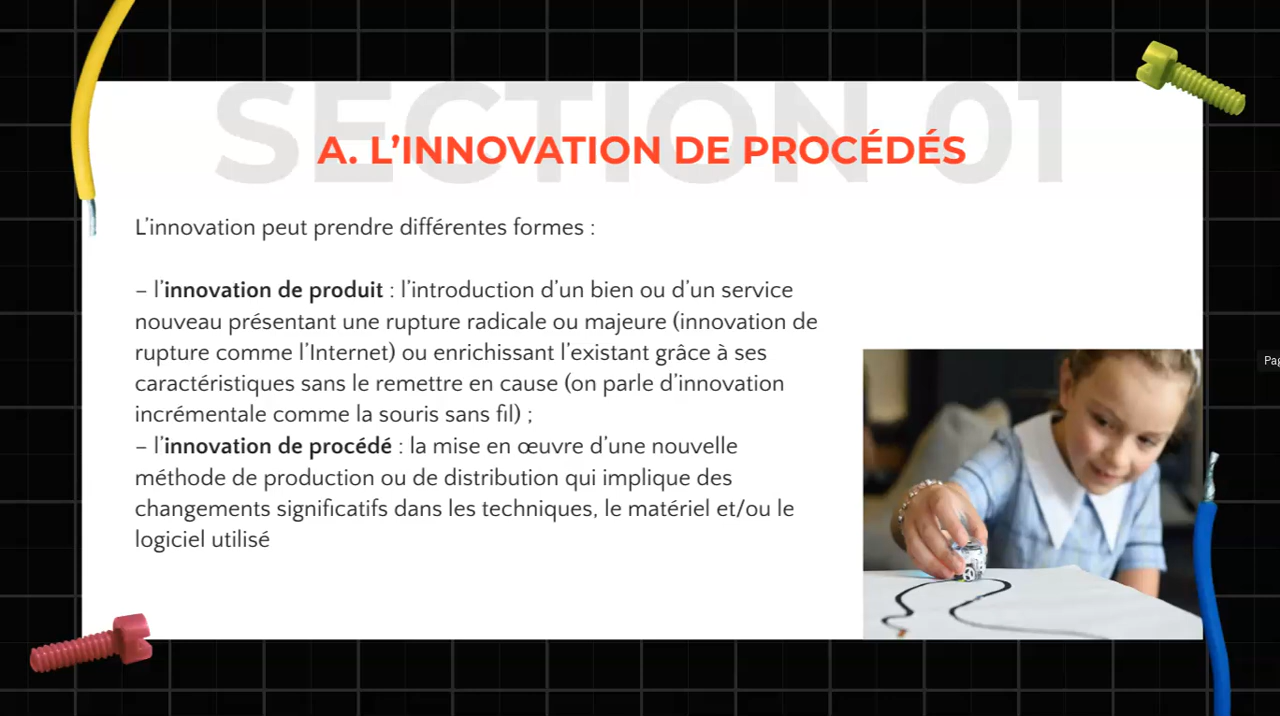 SECTION 01
A. L’INNOVATION DE PROCÉDÉS
L’innovation peut prendre différentes formes :
– l’innovation de produit : l’introduction d’un bien ou d’un service
nouveau présentant une rupture radicale ou majeure (innovation de
rupture comme l’Internet) ou enrichissant l’existant grâce à ses
caractéristiques sans le remettre en cause (on parle d’innovation
incrémentale comme la souris sans fil) ;
– l’innovation de procédé : la mise en œuvre d’une nouvelle
méthode de production ou de distribution qui implique des
changements significatifs dans les techniques, le matériel et/ou le
logiciel utilisé